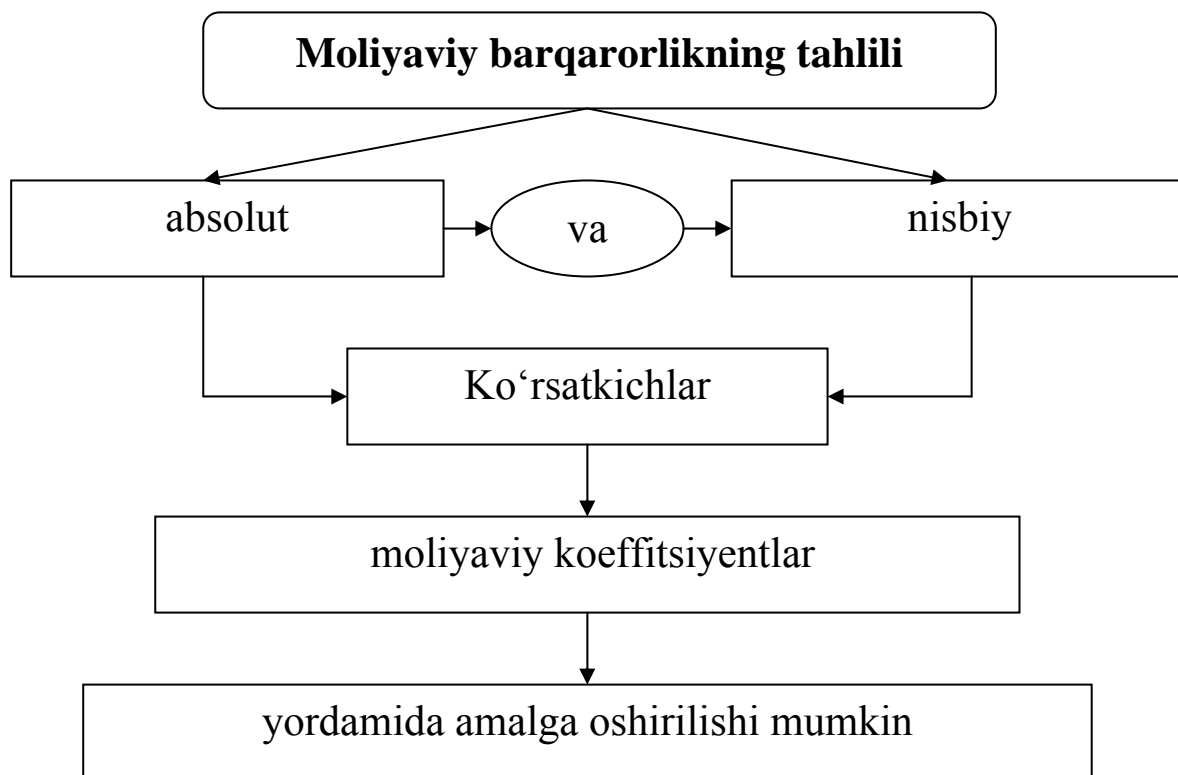 Moliyaviy barqarorlikning tahlili
absolut
va
nisbiy
Ko‘rsatkichlar
moliyaviy koeffitsiyentlar
yordamida amalga oshirilishi mumkin